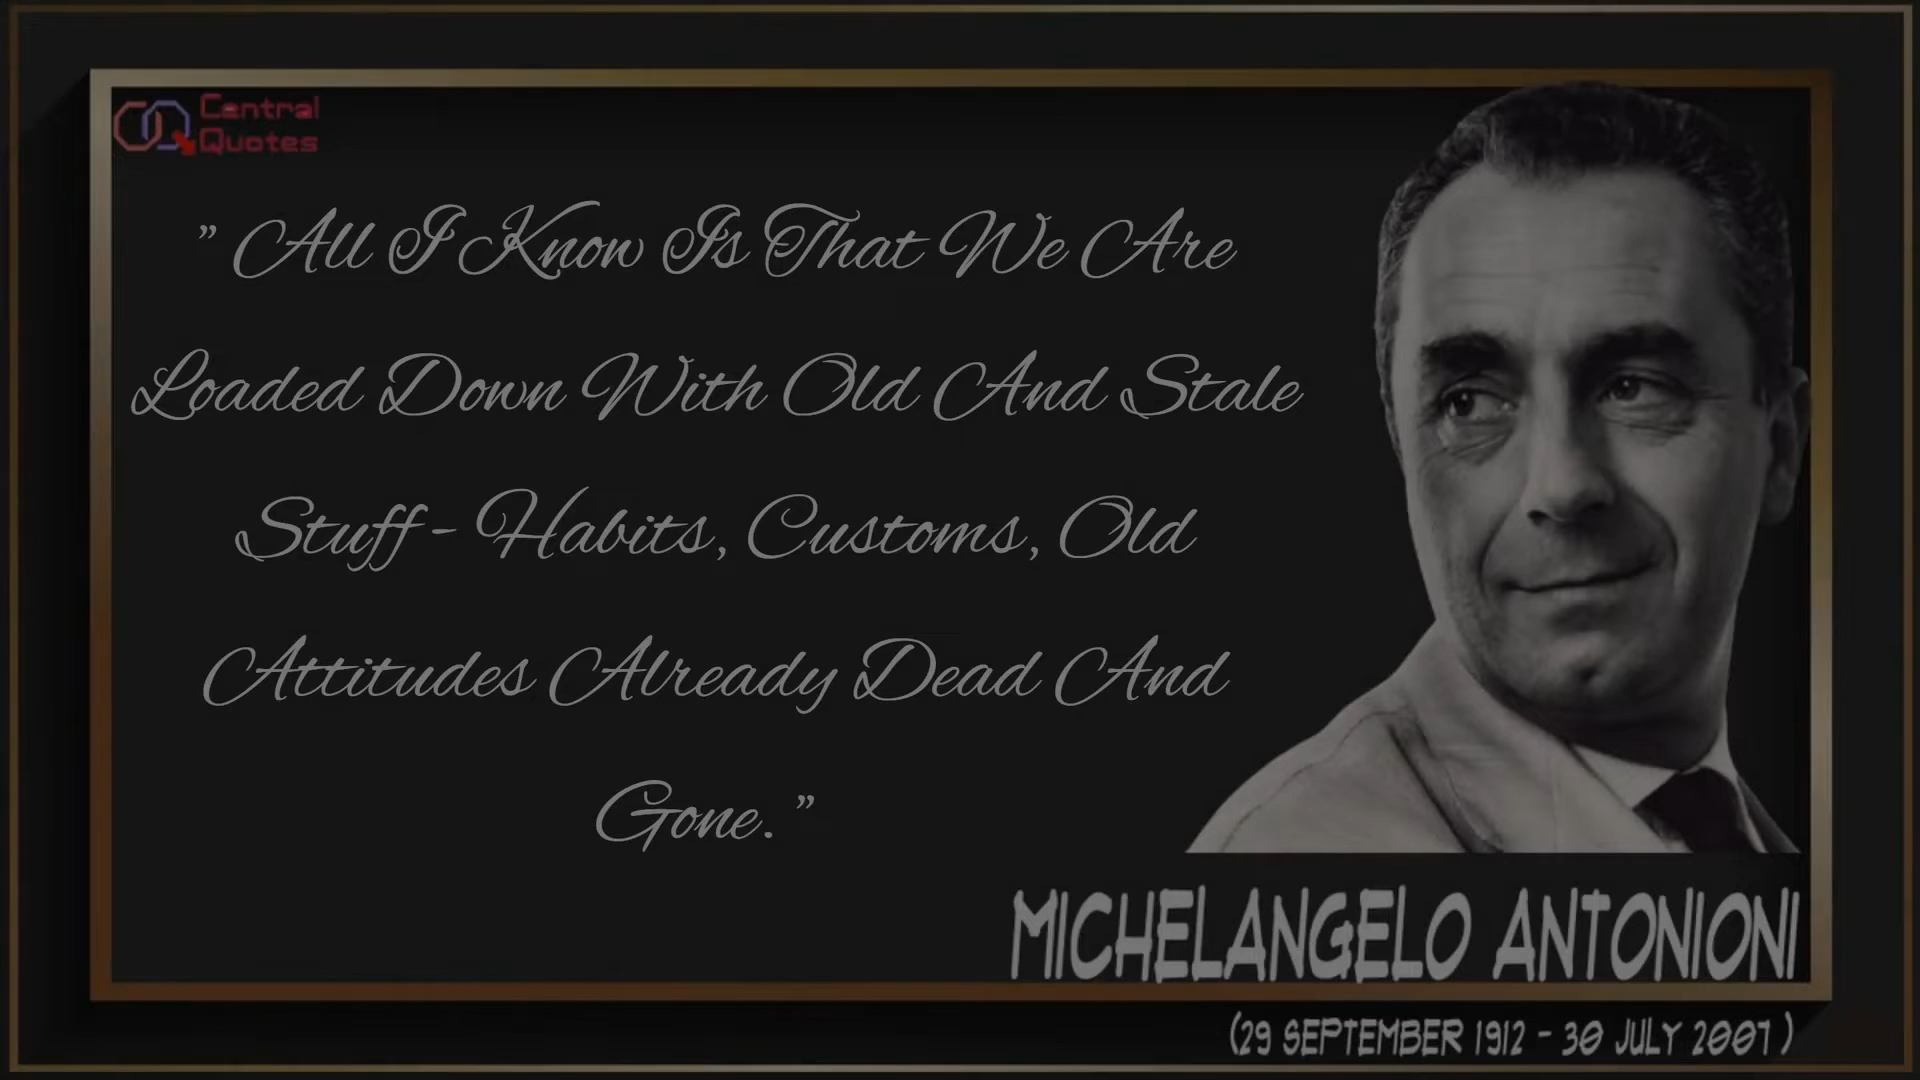 Central
Quotes
" All I Know Is That We Are
Loaded Down With Old And Stale
Stuff- Habits, Customs, Old
Attitudes Already Dead And
Gone. "
MICHELANGELO ANTONIONI
(29 SEPTEMBER 1912 - 30 JULY 2007 )